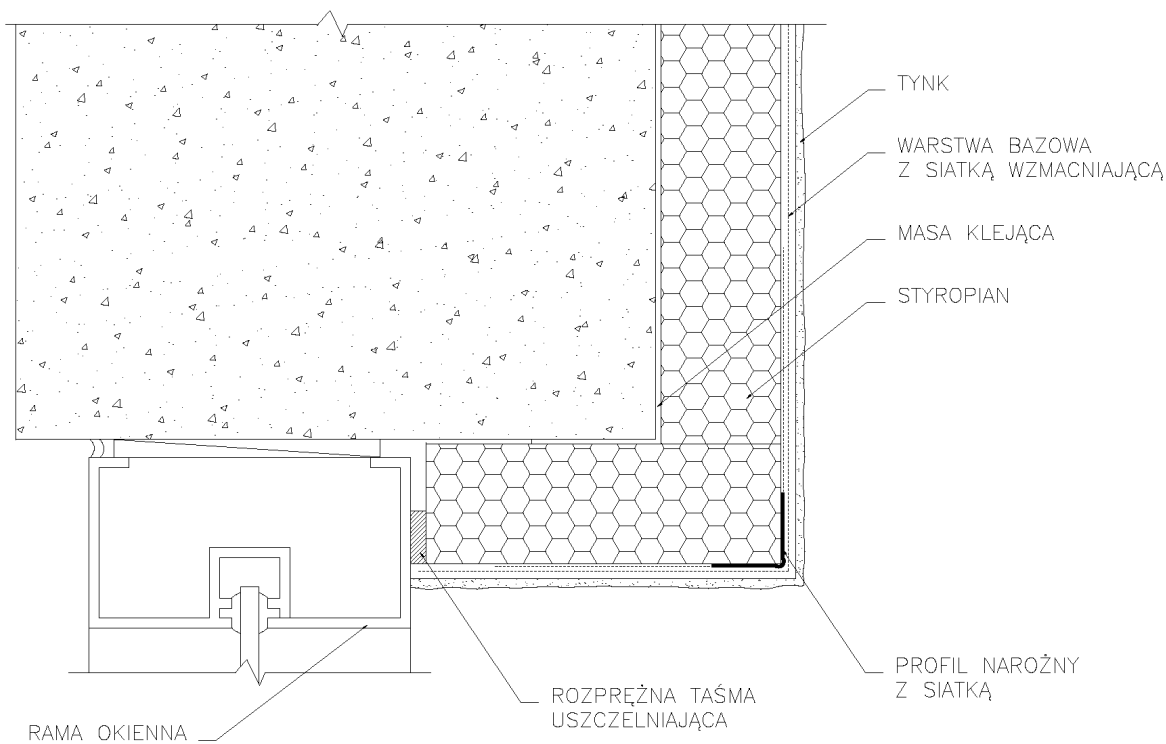 TYNK
WARSTWA BAZOWA
Z SIATKĄ WZMACNIAJĄCĄ
MASA KLEJĄCA
STYROPIAN
PROFIL NAROŻNY
Z SIATKĄ
ROZPRĘŻNA TAŚMA
USZCZELNIAJĄCA
RAMA OKIENNA